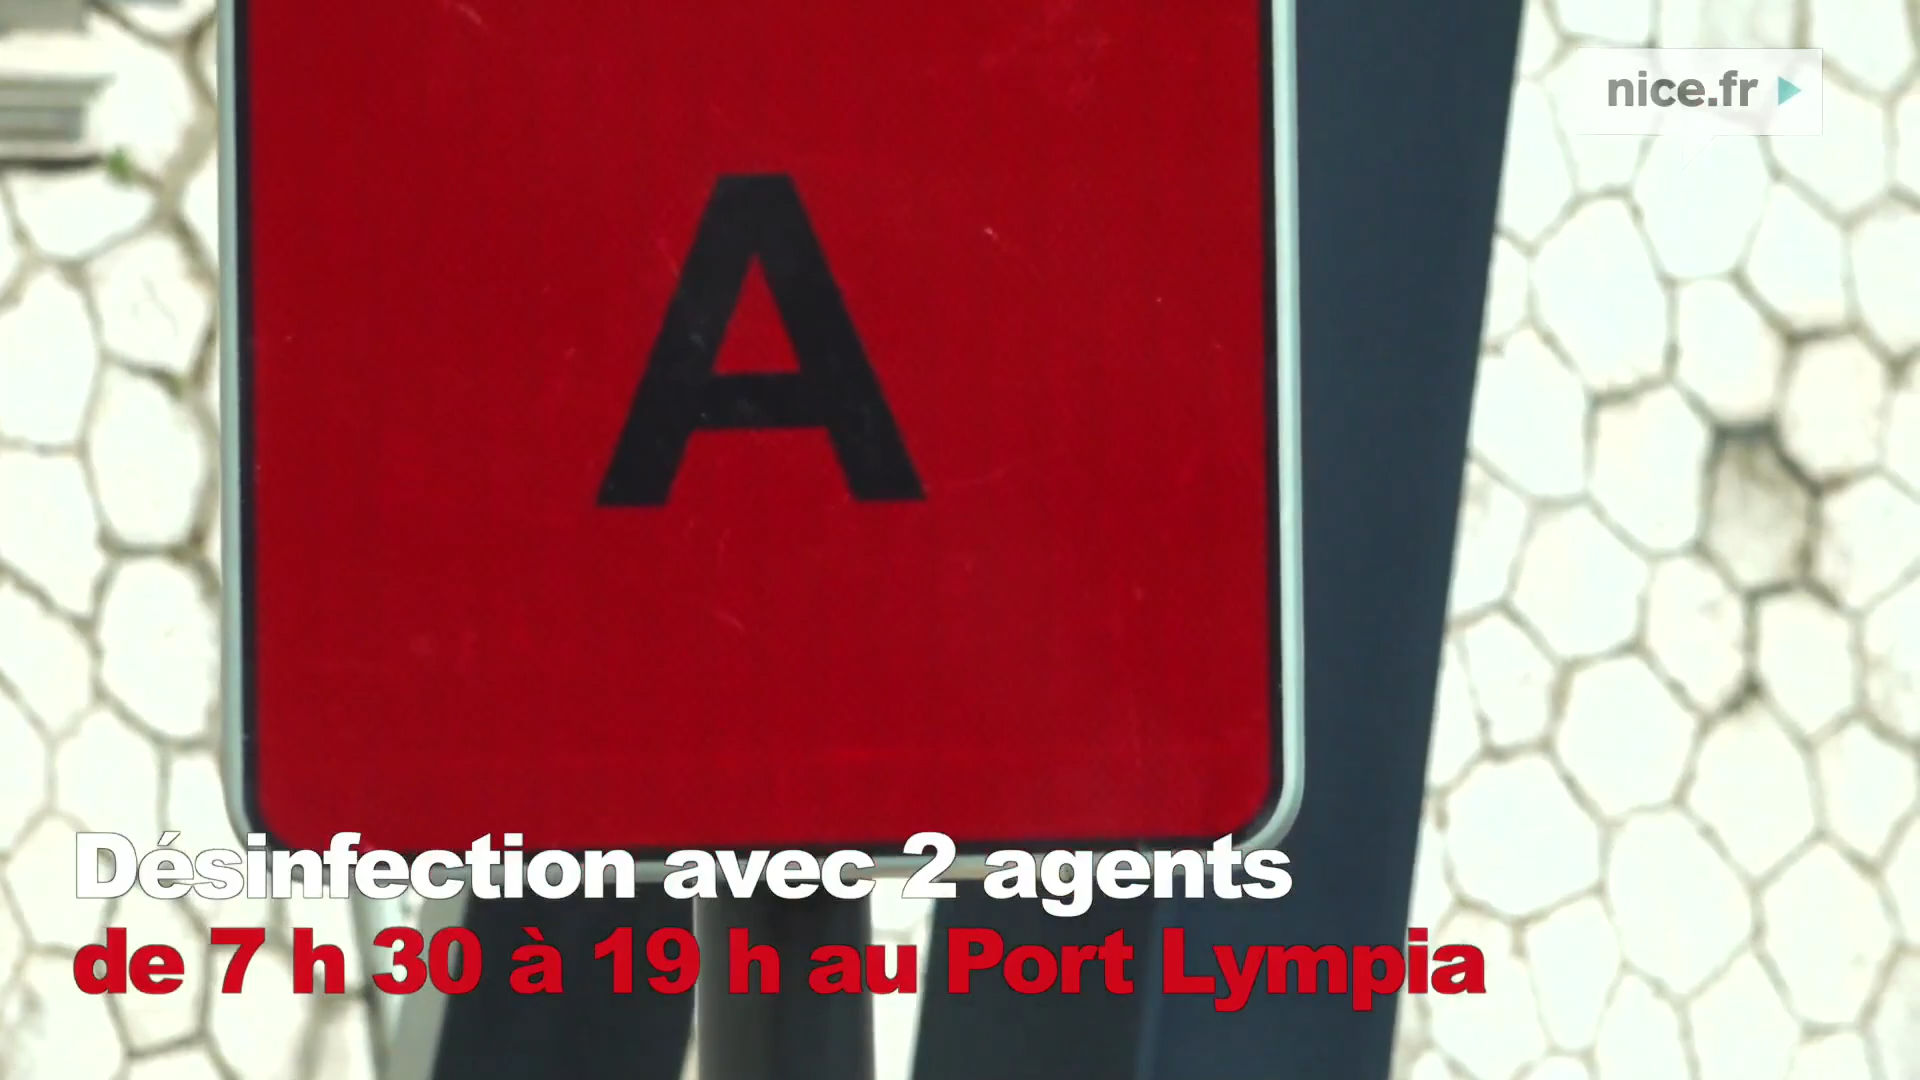 nice.fr
A
Désinfection avec 2 agents
de 7 h 30 à 19 h au Port Lympia